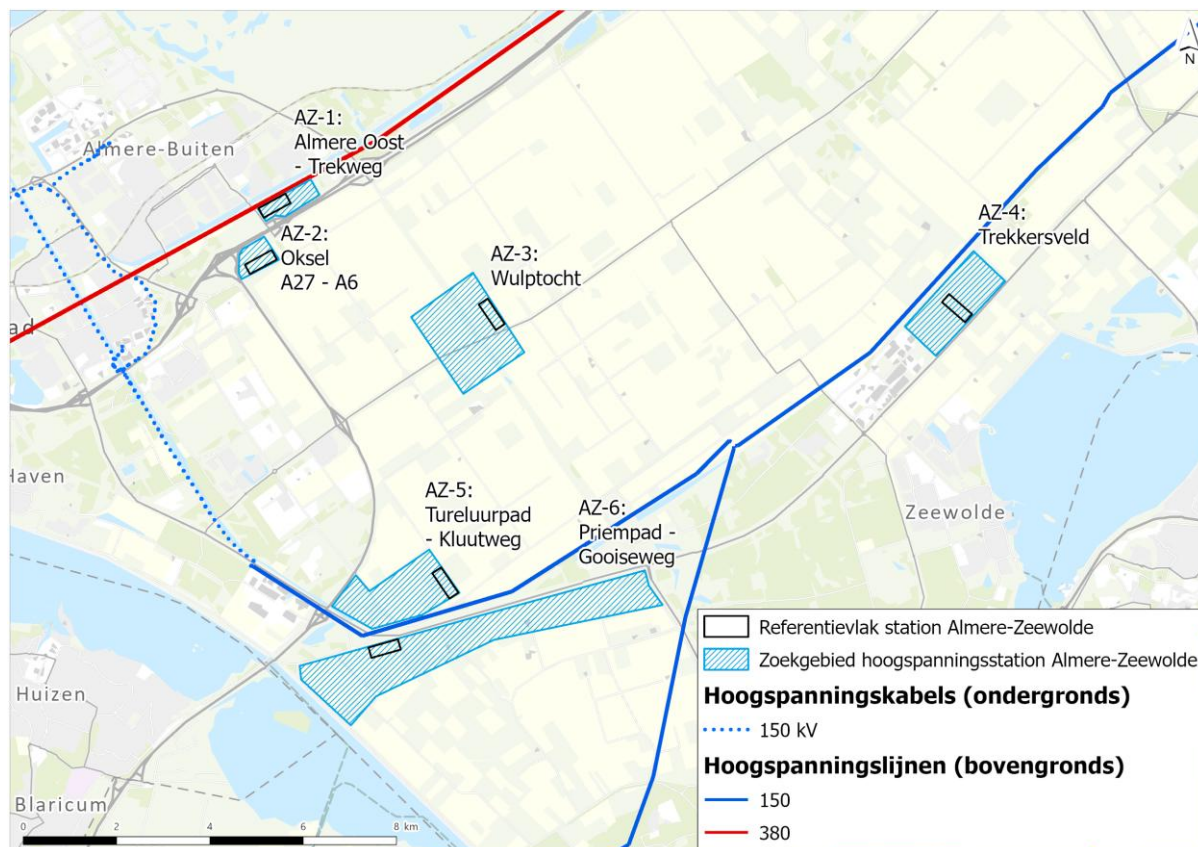 N
AZ-1:
Almere Oost
- Trekweg
Almere-Buiten
AZ-2:
Oksel
A27 - A6
AZ-3:
Wulptocht
AZ-4:
Trekkersveld
ad
Haven
AZ-5:
Tureluurpad
- Kluutweg
AZ-6:
Priempad -
Gooiseweg
Zeewolde
Huizen
Blaricum
0 2 4 6 8 km
Referentievlak station Almere-Zeewolde
Zoekgebied hoogspanningsstation Almere-Zeewolde
Hoogspanningskabels (ondergronds)
150 kV
Hoogspanningslijnen (bovengronds)
150
380